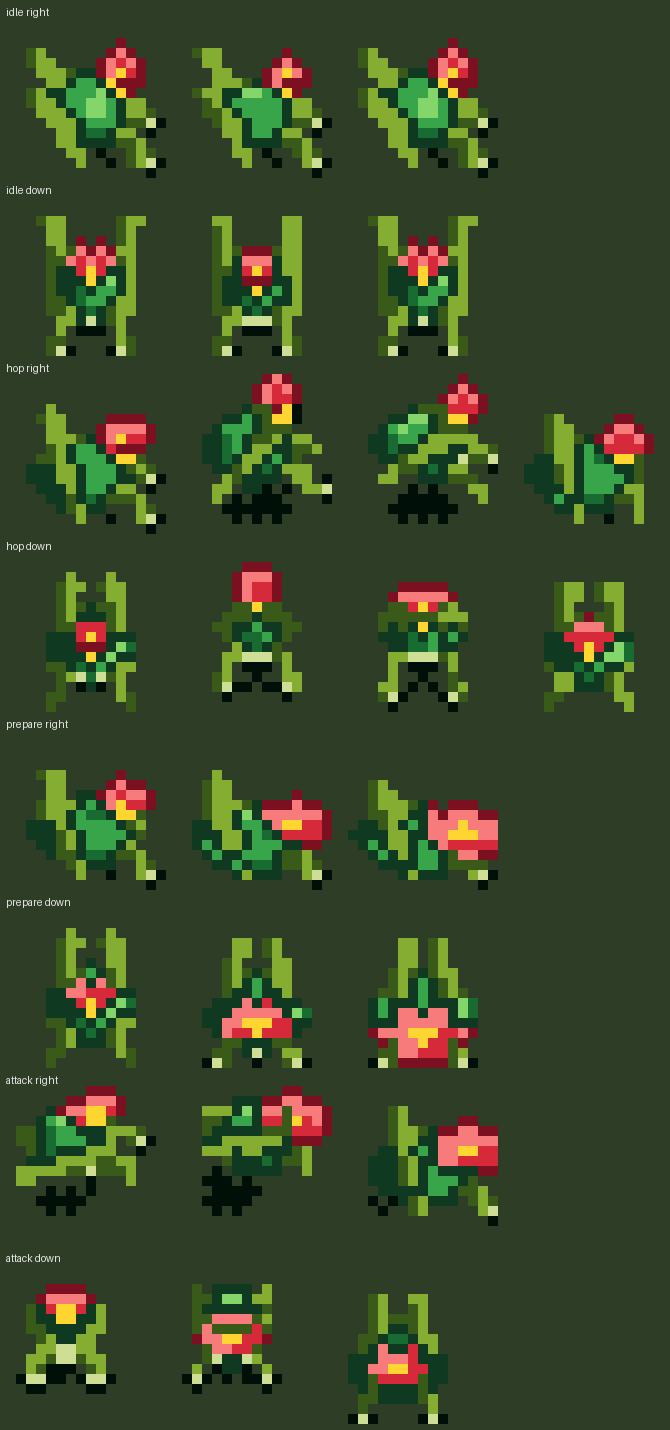 idle right
idle down
hop right
hop down
prepare right
prepare down
attack right
attack down